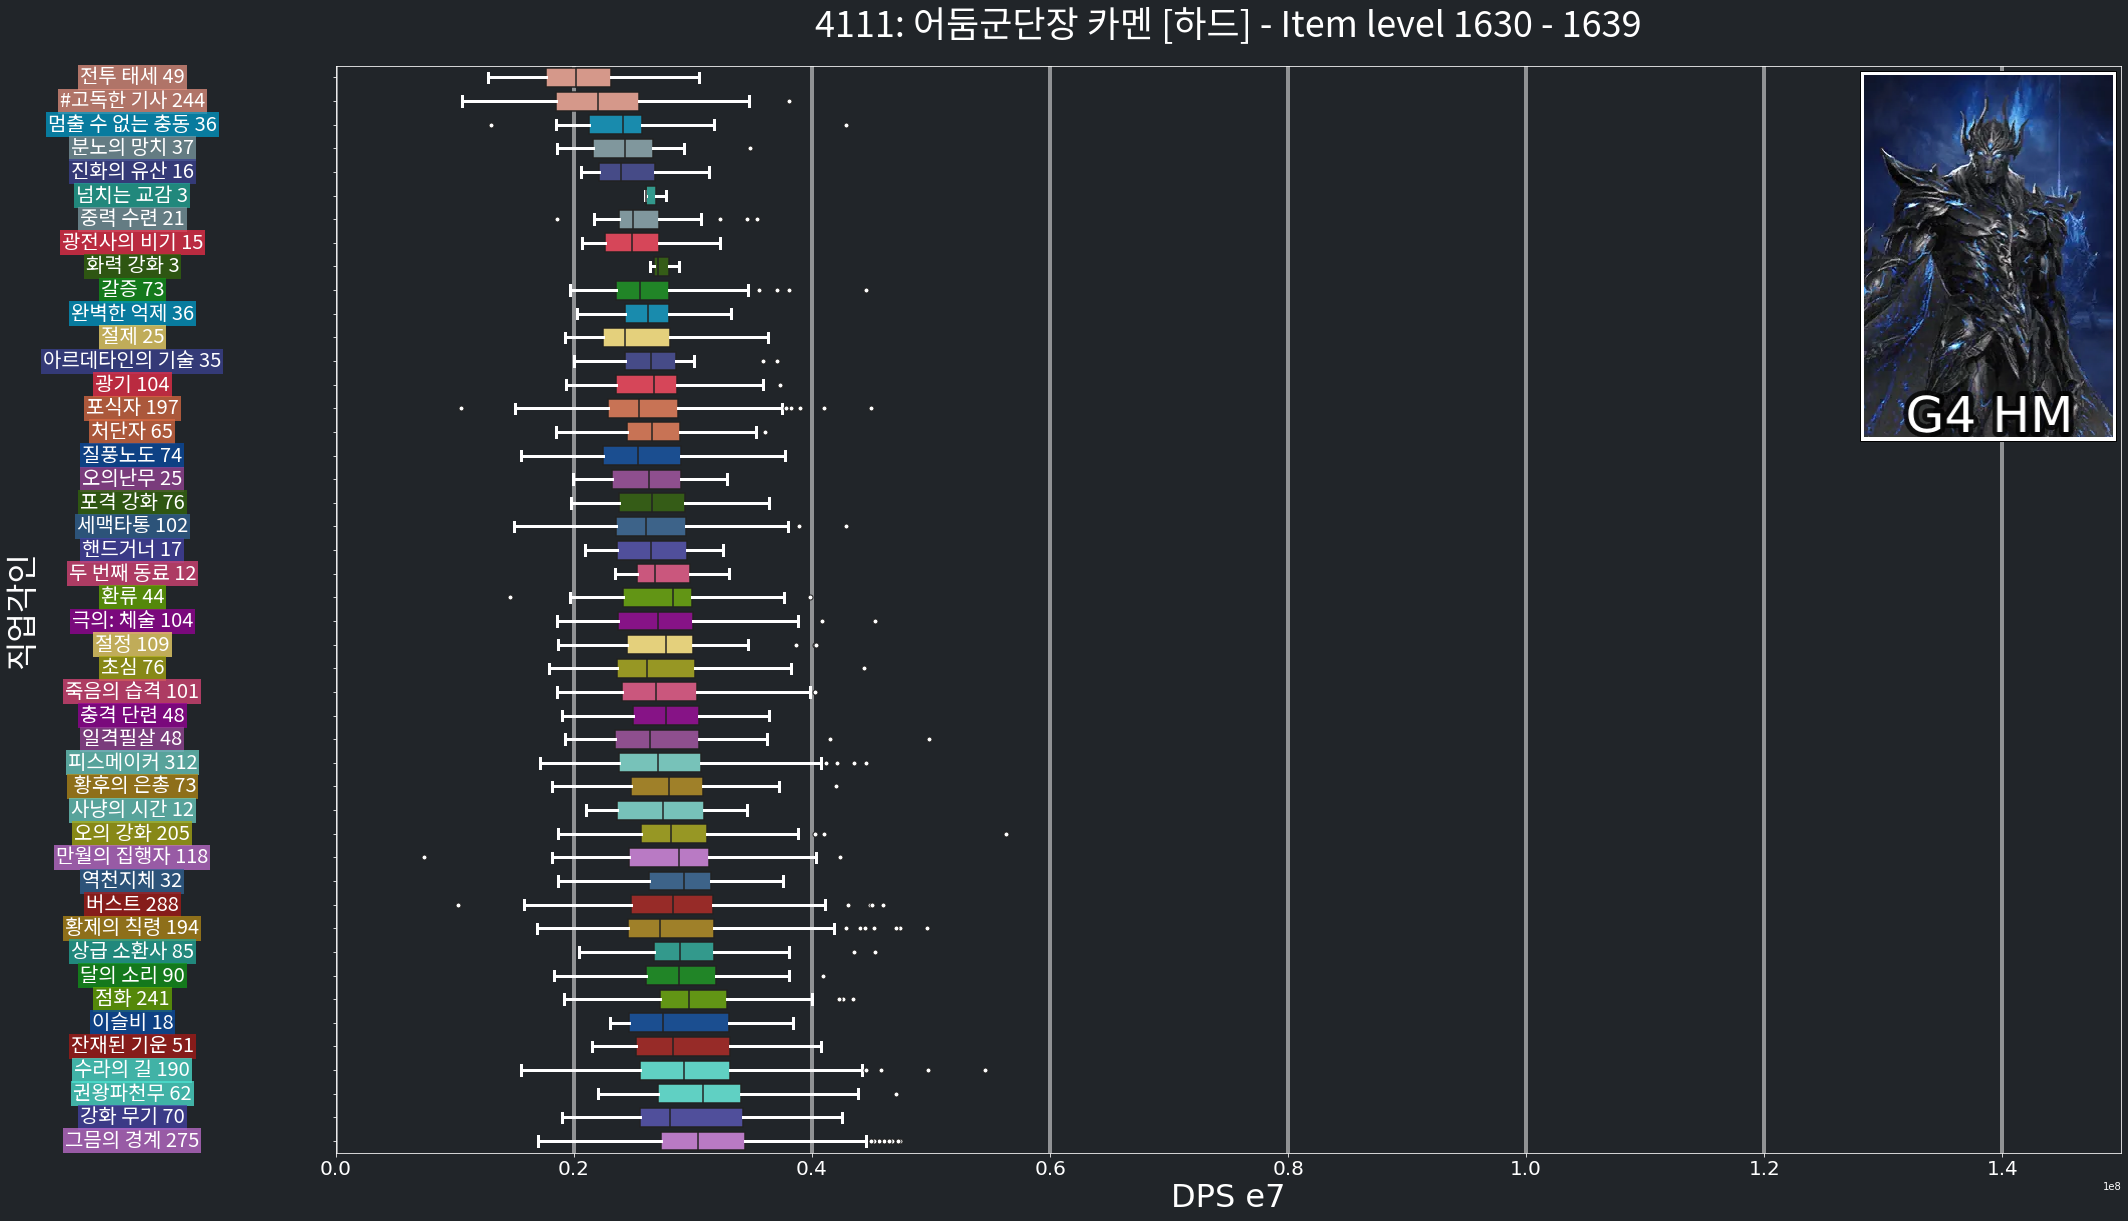 4111: 어둠군단장 카멘 [하드] - Item level 1630 - 1639
전투 태세 49
#고독한 기사 244
멈출 수 없는 충동 36
분노의 망치 37
진화의 유산 16
넘치는 교감 3
중력 수련 21
광전사의 비기 15
화력 강화 3
갈증 73
완벽한 억제 36
절제 25
아르데타인의 기술 35
광기 104
포식자 197
처단자 65
질풍노도 74
오의난무 25
포격 강화 76
세맥타통 102
핸드거너 17
두 번째 동료 12
환류 44
극의: 체술 104
절정 109
초심 76
죽음의 습격 101
충격 단련 48
일격필살 48
피스메이커 312
황후의 은총 73
사냥의 시간 12
오의 강화 205
만월의 집행자 118
역천지체 32
버스트 288
황제의 칙령 194
상급 소환사 85
달의 소리 90
점화 241
이슬비 18
잔재된 기운 51
수라의 길 190
권왕파천무 62
강화 무기 70
그믐의 경계 275
직업각인
G4 HM
0.0 0.2 0.4 0.6 0.8 1.0 1.2 1.4
1e8
DPS e7